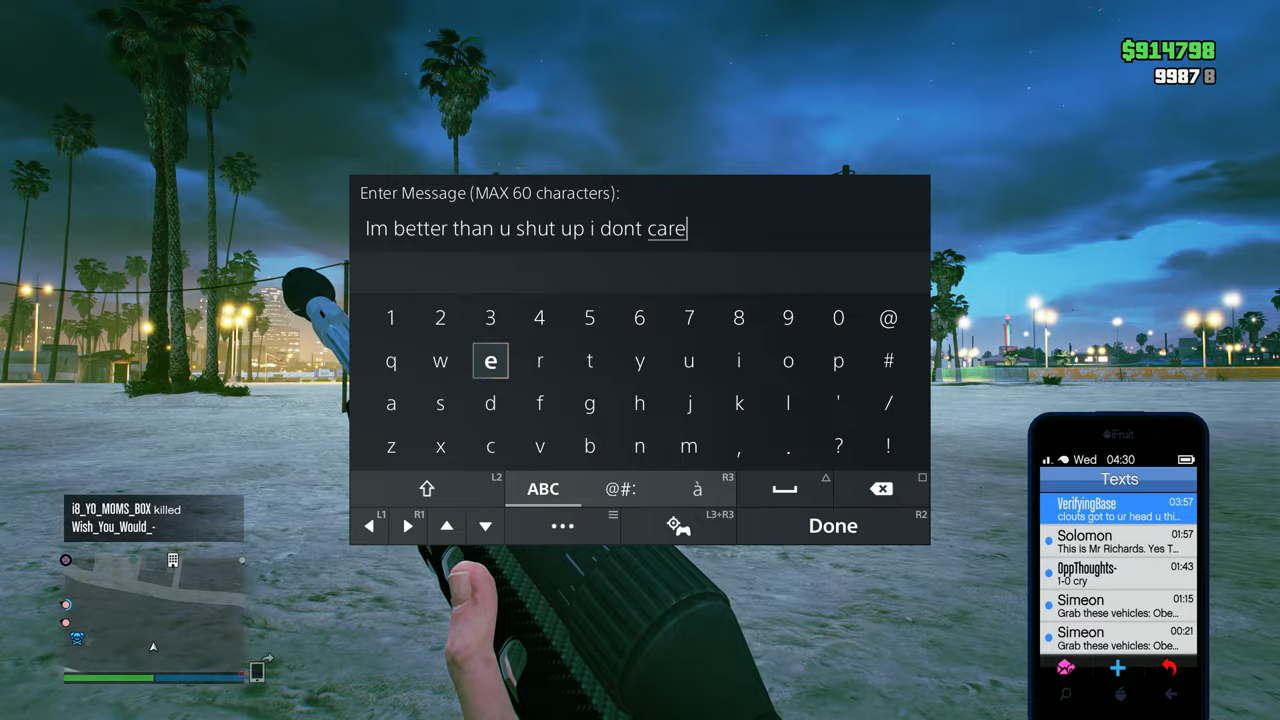 $914798
9987 8
Enter Message (MAX 60 characters):
Im better than u shut up i dont care
1 2 3 4 5 6 7 8 9 0 @
q w e r t y u i o p #
a s d f g h j k l ' /
z x c v b n m , . ? !
L2
ABC
@#:
à
R3
L1
R1
L3+R3
Done
R2
i8_YO_MOMS_BOX killed
Wish_You_Would_-
iFruit
Wed 04:30
Texts
VerifyingBase 03:57
clouts got to ur head u thi...
Solomon 01:57
This is Mr Richards. Yes T...
OppThoughts- 01:43
1-0 cry
Simeon 01:15
Grab these vehicles: Obe...
Simeon 00:21
Grab these vehicles: Obe...